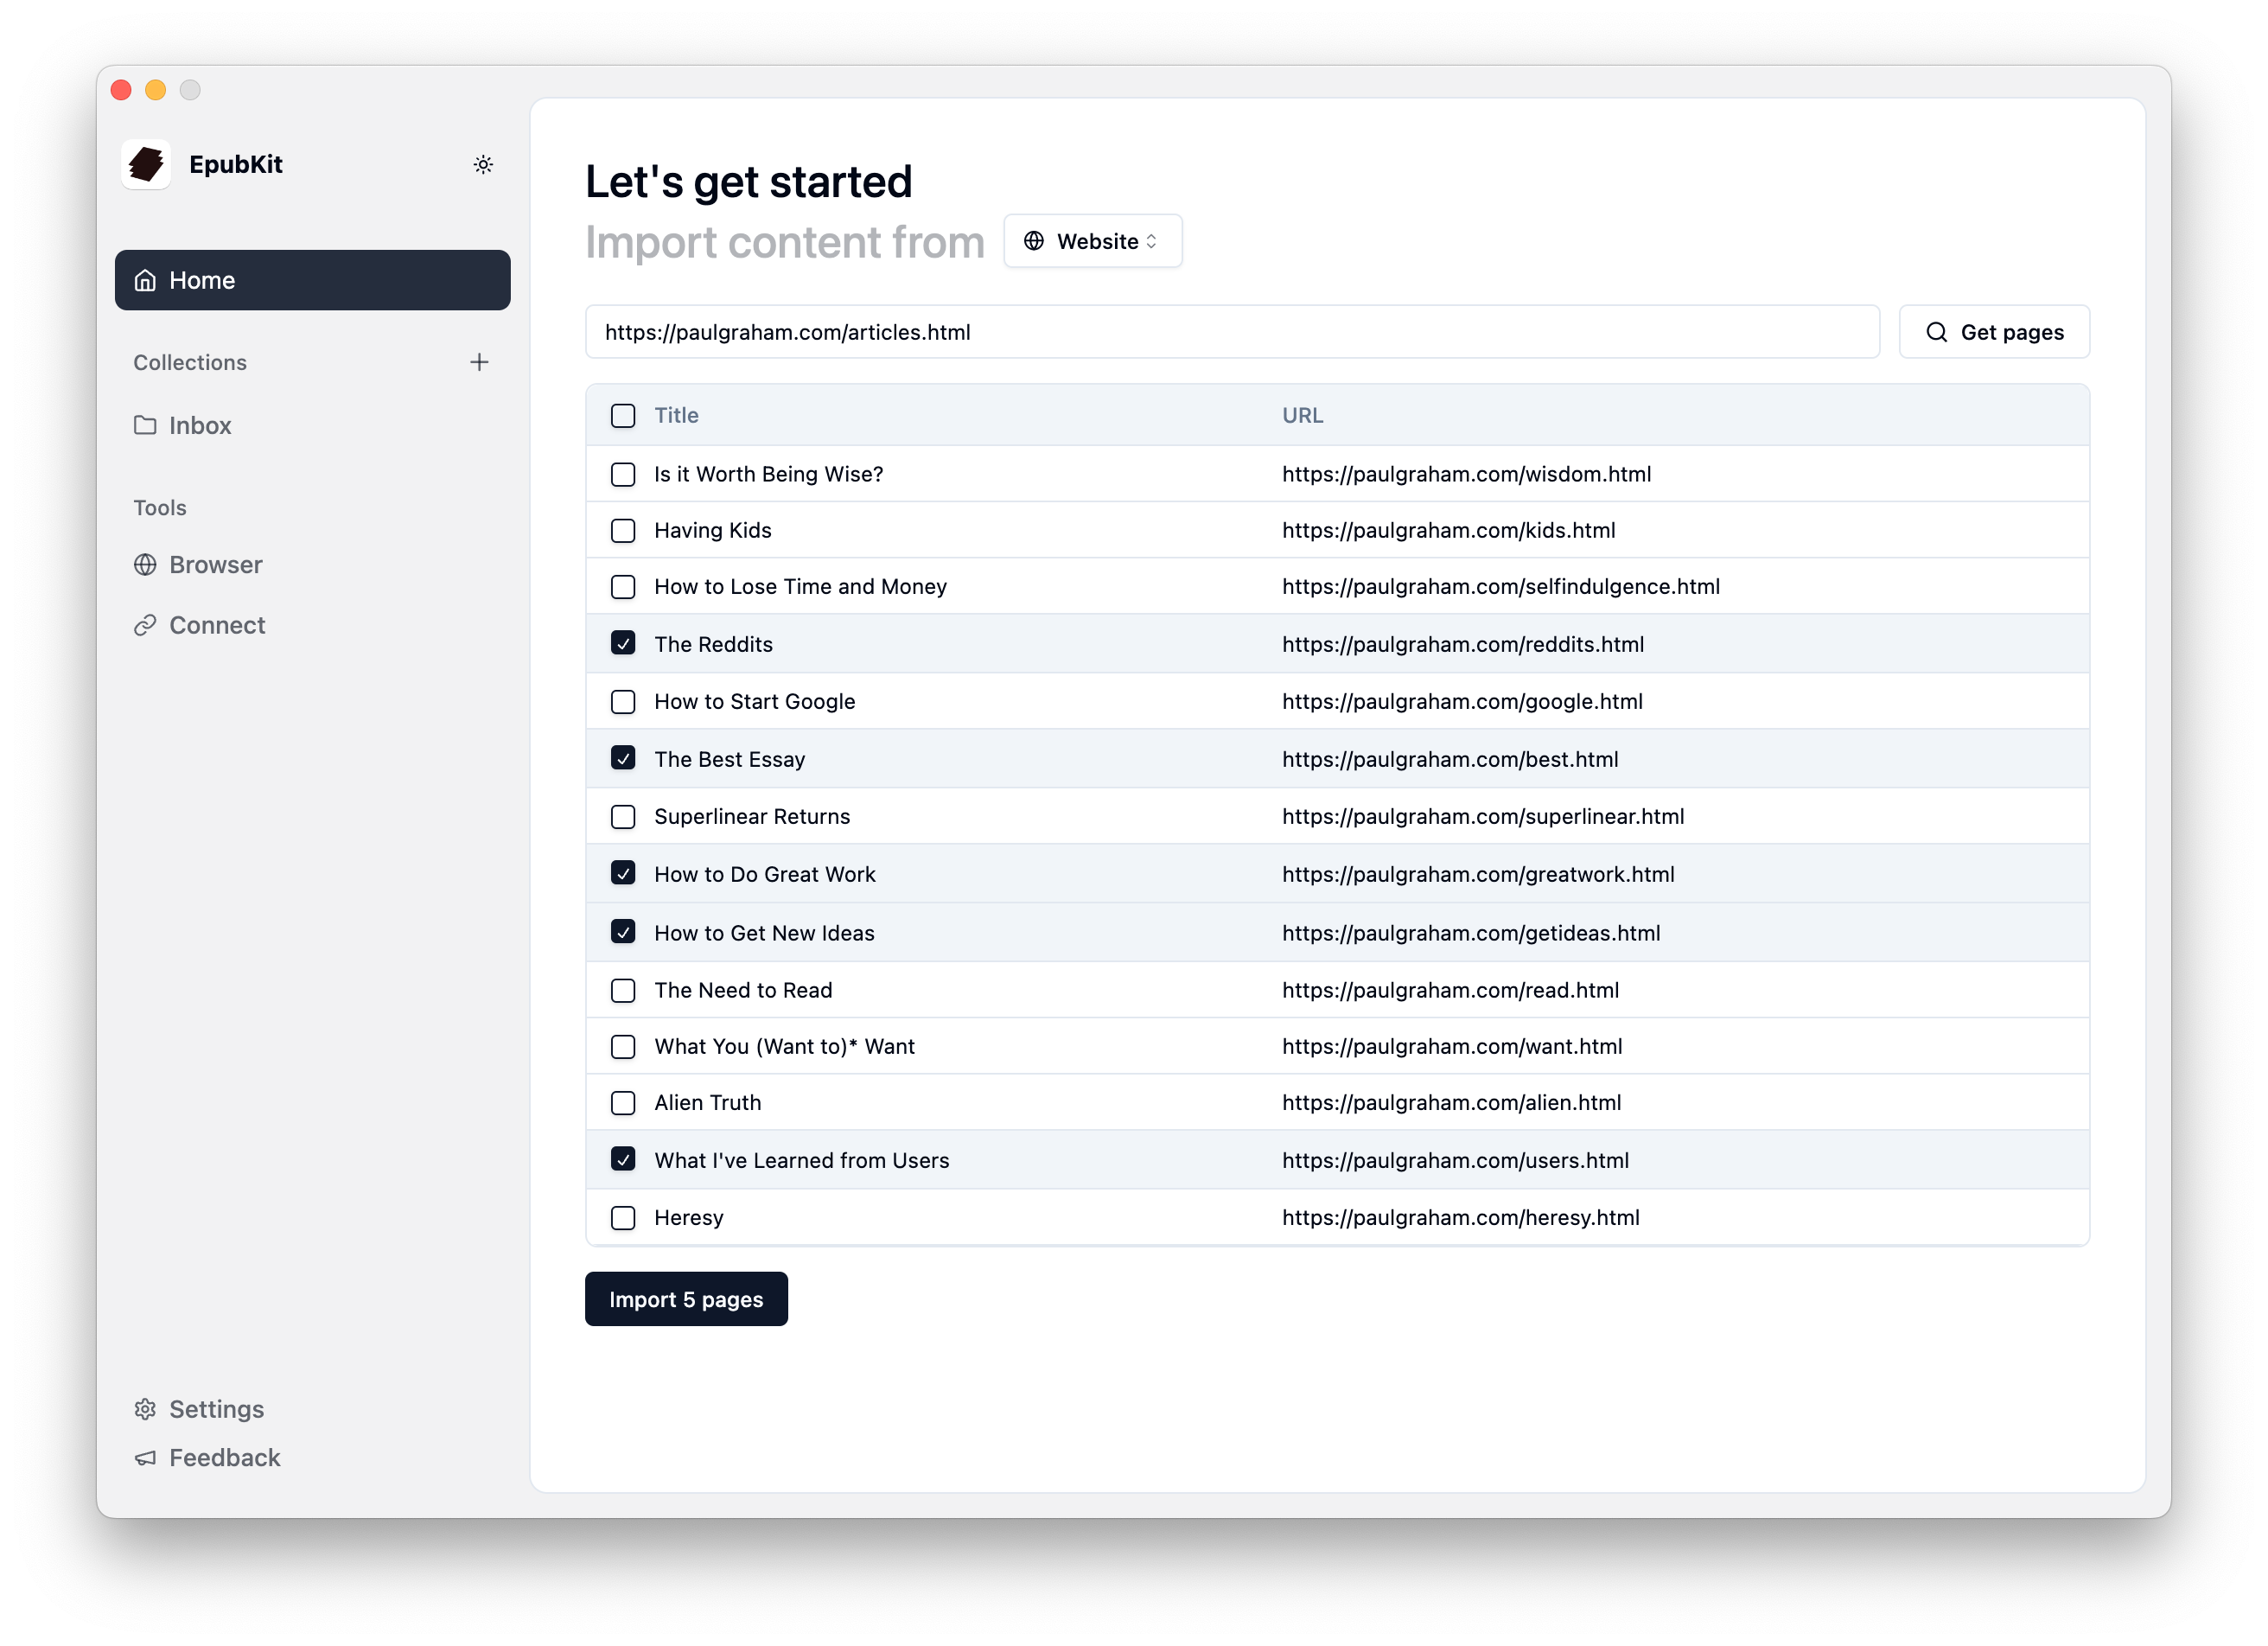 EpubKit
Home
Collections
Inbox
Tools
Browser
Connect
Settings
Feedback
Let's get started
Import content from Website
https://paulgraham.com/articles.html Get pages
Title URL
Is it Worth Being Wise? https://paulgraham.com/wisdom.html
Having Kids https://paulgraham.com/kids.html
How to Lose Time and Money https://paulgraham.com/selfindulgence.html
The Reddits https://paulgraham.com/reddits.html
How to Start Google https://paulgraham.com/google.html
The Best Essay https://paulgraham.com/best.html
Superlinear Returns https://paulgraham.com/superlinear.html
How to Do Great Work https://paulgraham.com/greatwork.html
How to Get New Ideas https://paulgraham.com/getideas.html
The Need to Read https://paulgraham.com/read.html
What You (Want to)* Want https://paulgraham.com/want.html
Alien Truth https://paulgraham.com/alien.html
What I've Learned from Users https://paulgraham.com/users.html
Heresy https://paulgraham.com/heresy.html
Import 5 pages